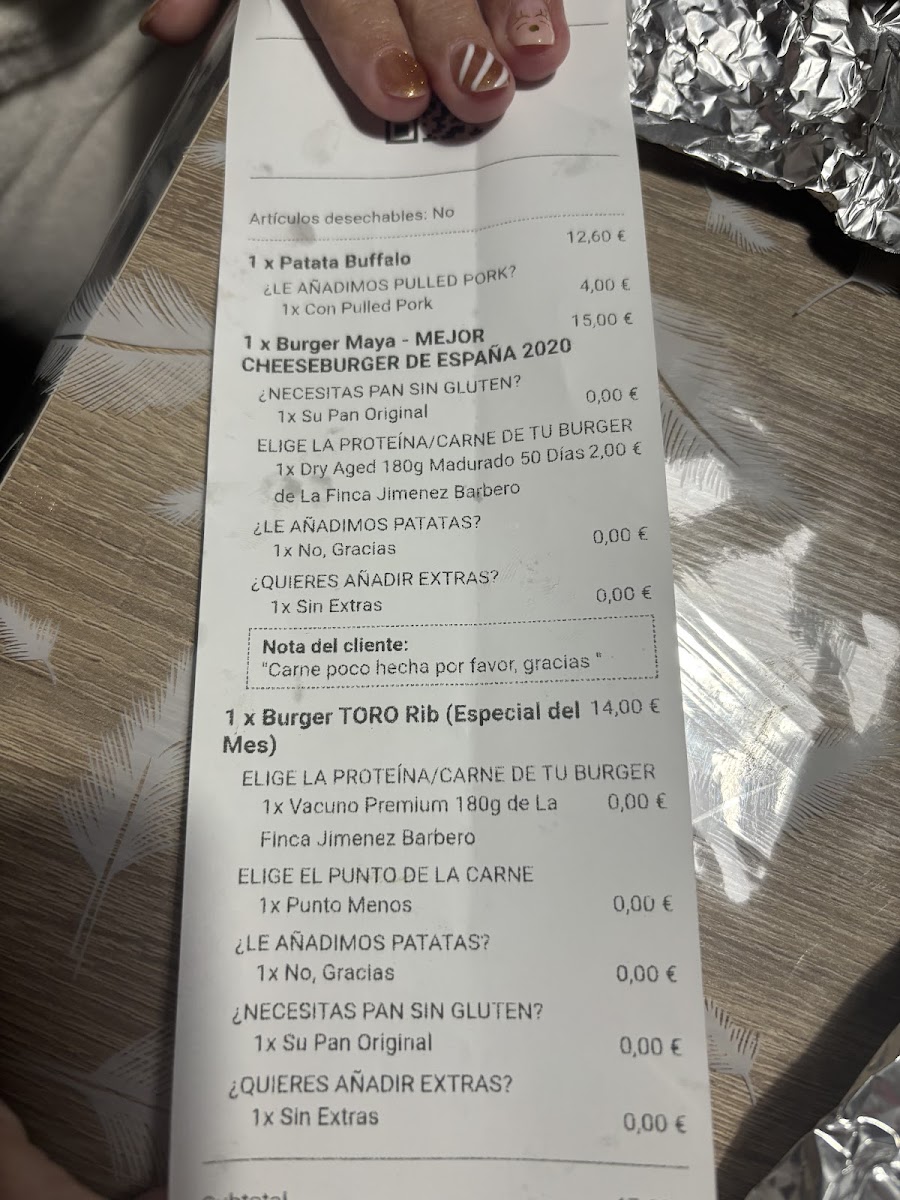 Artículos desechables: No
1 x Patata Buffalo 12,60 €
¿LE AÑADIMOS PULLED PORK?
1x Con Pulled Pork 4,00 €
1 x Burger Maya - MEJOR 15,00 €
CHEESEBURGER DE ESPAÑA 2020
¿NECESITAS PAN SIN GLUTEN?
1x Su Pan Original 0,00 €
ELIGE LA PROTEÍNA/CARNE DE TU BURGER
1x Dry Aged 180g Madurado 50 Días 2,00 €
de La Finca Jimenez Barbero
¿LE AÑADIMOS PATATAS?
1x No, Gracias 0,00 €
¿QUIERES AÑADIR EXTRAS?
1x Sin Extras 0,00 €
Nota del cliente:
"Carne poco hecha por favor, gracias "
1 x Burger TORO Rib (Especial del 14,00 €
Mes)
ELIGE LA PROTEÍNA/CARNE DE TU BURGER
1x Vacuno Premium 180g de La 0,00 €
Finca Jimenez Barbero
ELIGE EL PUNTO DE LA CARNE
1x Punto Menos 0,00 €
¿LE AÑADIMOS PATATAS?
1x No, Gracias 0,00 €
¿NECESITAS PAN SIN GLUTEN?
1x Su Pan Original 0,00 €
¿QUIERES AÑADIR EXTRAS?
1x Sin Extras 0,00 €
Subtotal